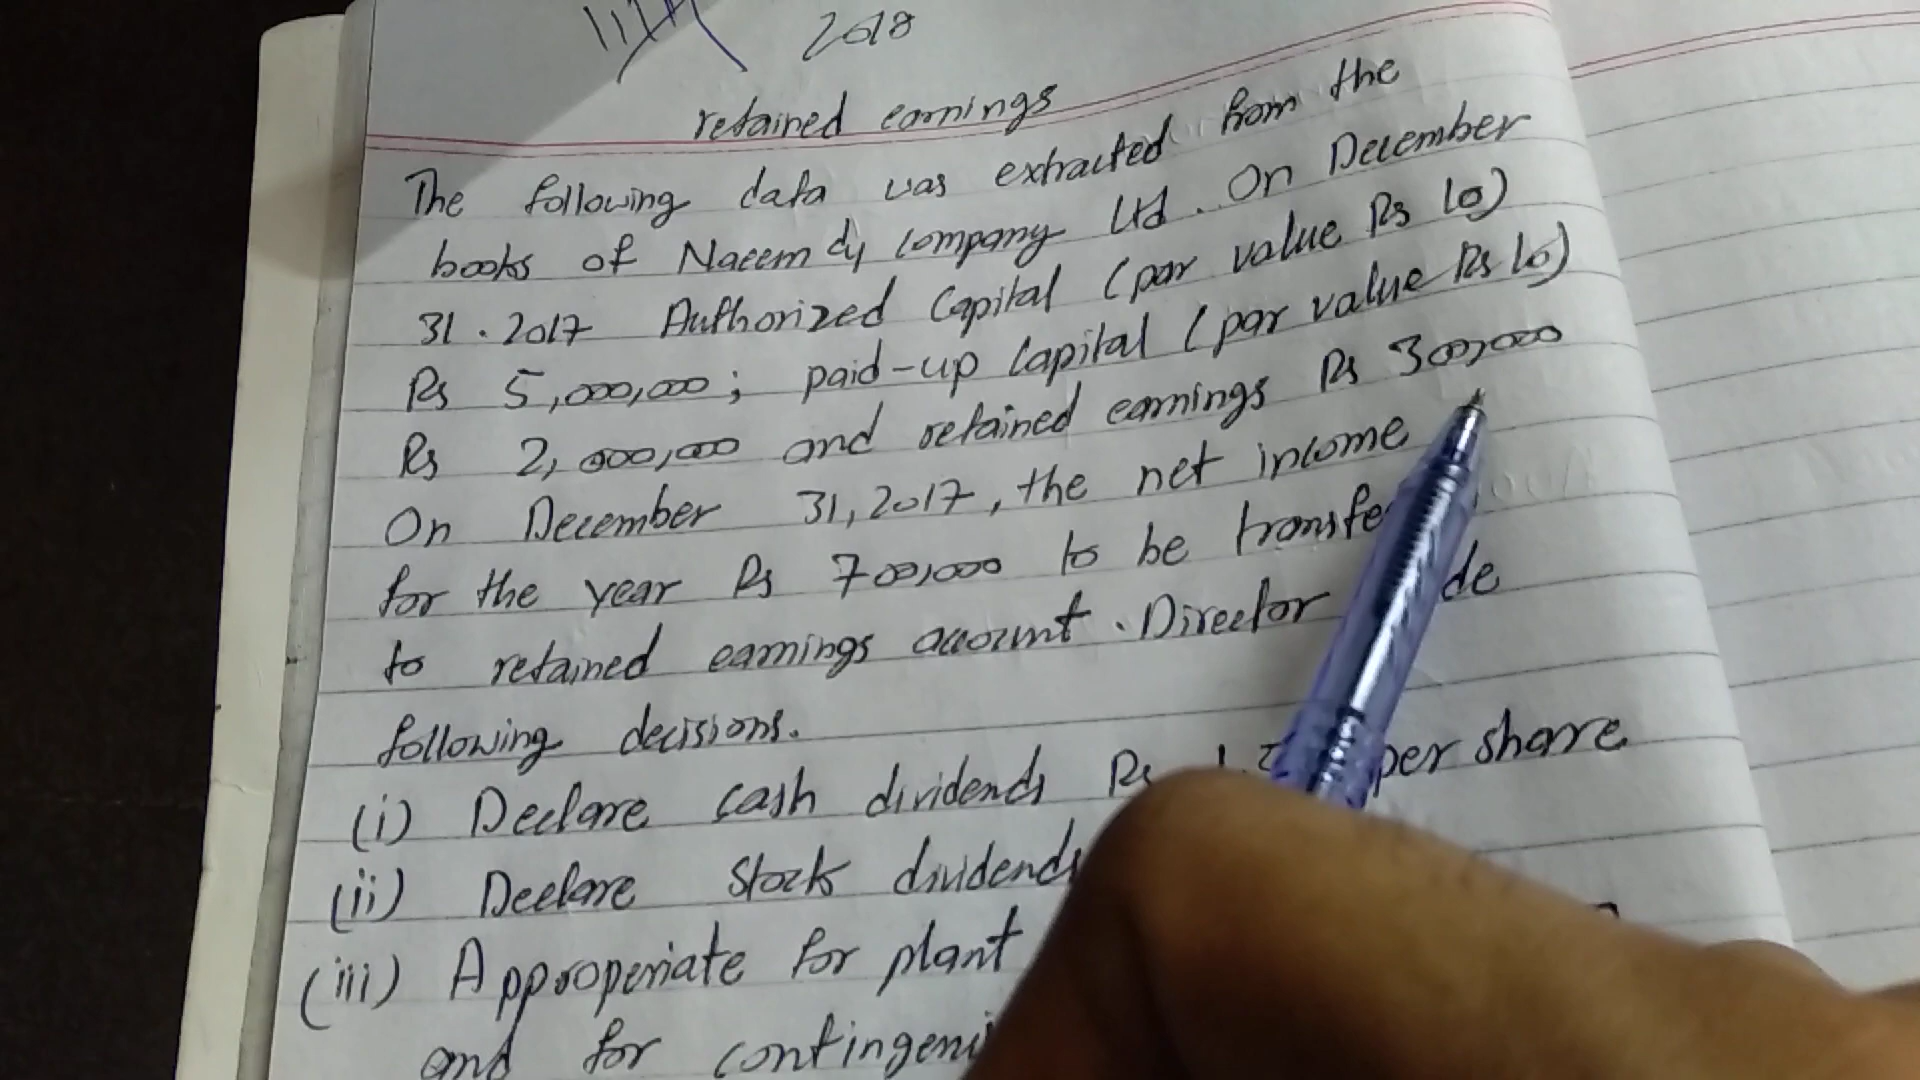 2018
retained earnings
The following data was extracted from the
books of Naeem dy company Ltd. On December
31.2017 Authorized Capital (par value Rs 10)
Rs 5,000,000; paid-up Capital (par value Rs 10)
Rs 2,000,000 and retained earnings Rs 300,000
On December 31,2017, the net income
for the year Rs 700,000 to be
to retained earnings account. Director
following decisions.
(i) Declare cash dividends Rs per share
(ii) Declare Stock dividends
(iii) Appropeniate for plant
and for